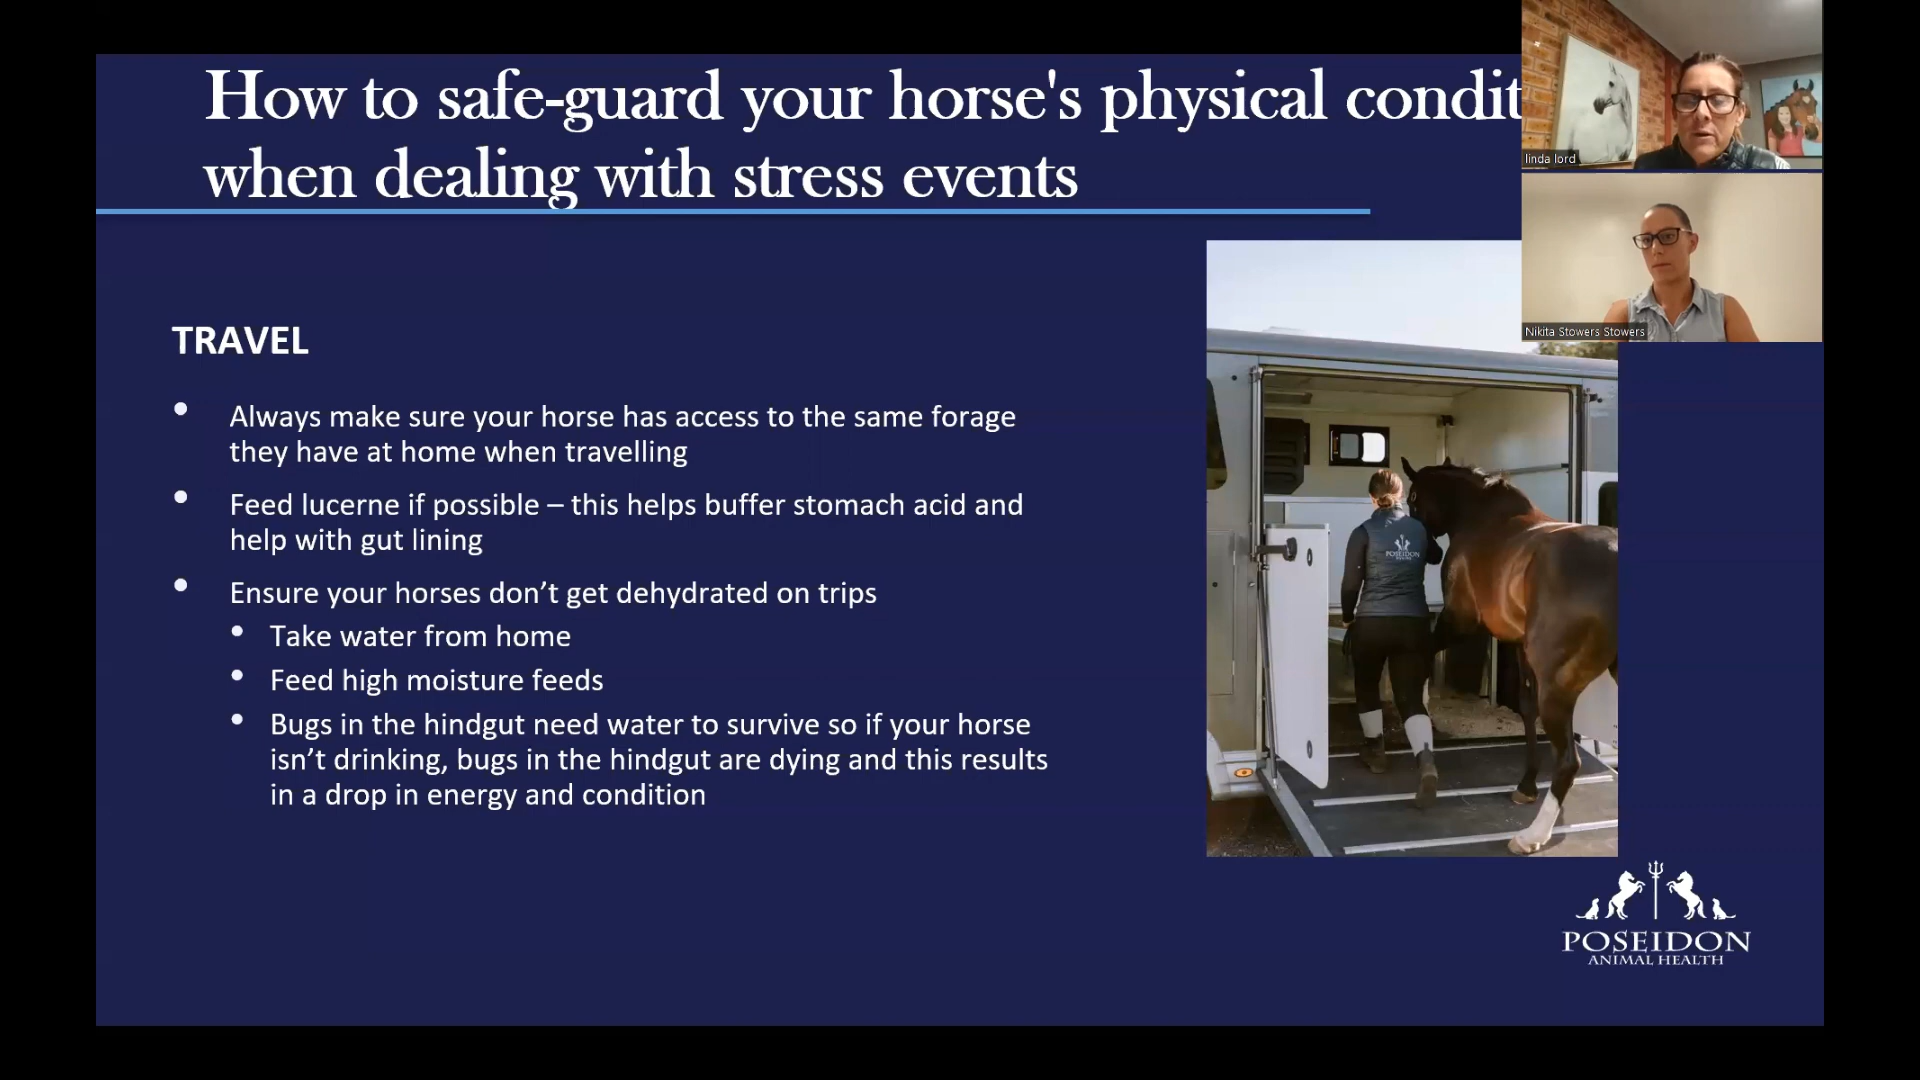 How to safe-guard your horse's physical condit
when dealing with stress events
linda lord
Nikita Stowers Stowers
TRAVEL
• Always make sure your horse has access to the same forage
they have at home when travelling
• Feed lucerne if possible – this helps buffer stomach acid and
help with gut lining
• Ensure your horses don’t get dehydrated on trips
• Take water from home
• Feed high moisture feeds
• Bugs in the hindgut need water to survive so if your horse
isn’t drinking, bugs in the hindgut are dying and this results
in a drop in energy and condition
POSEIDON
POSEIDON
ANIMAL HEALTH